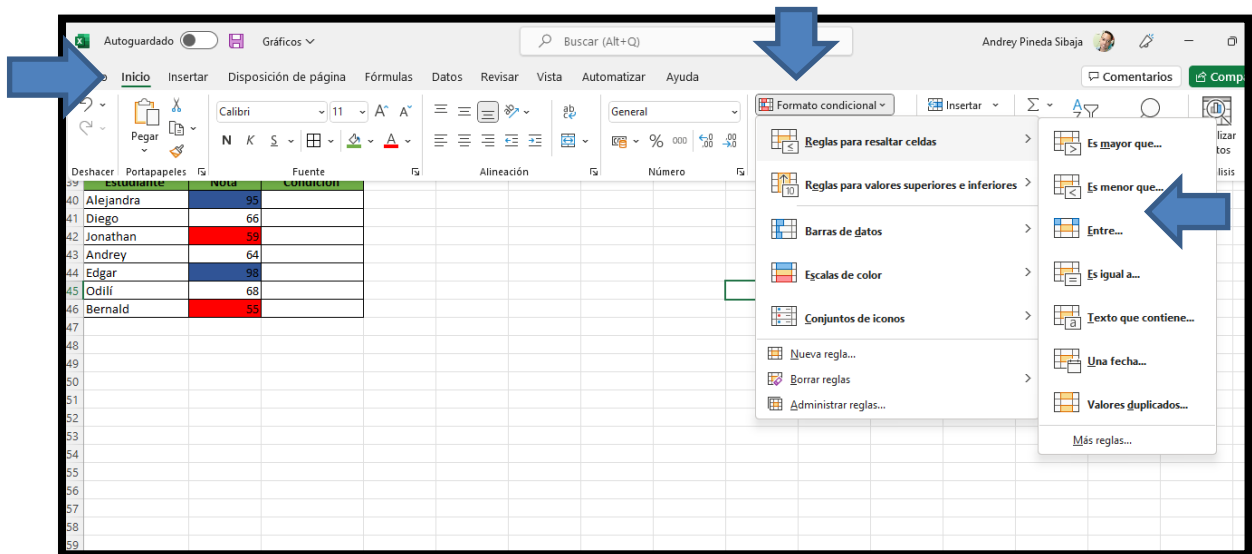 Autoguardado Gráficos Buscar (Alt+Q) Andrey Pineda Sibaja
Inicio Insertar Disposición de página Fórmulas Datos Revisar Vista Automatizar Ayuda Comentarios
Pegar
Calibri 11 A^ A˅
N K S A
ab
General
% 000
Formato condicional
Insertar
Deshacer Portapapeles Fuente Alineación Número
39 Estudiante Nota Condición
40 Alejandra 95
41 Diego 66
42 Jonathan 59
43 Andrey 64
44 Edgar 98
45 Odilí 68
46 Bernald 55
47
48
49
50
51
52
53
54
55
56
57
58
59
Reglas para resaltar celdas
Reglas para valores superiores e inferiores
Barras de datos
Escalas de color
Conjuntos de iconos
Nueva regla...
Borrar reglas
Administrar reglas...
Es mayor que...
Es menor que...
Entre...
Es igual a...
Texto que contiene...
Una fecha...
Valores duplicados...
Más reglas...